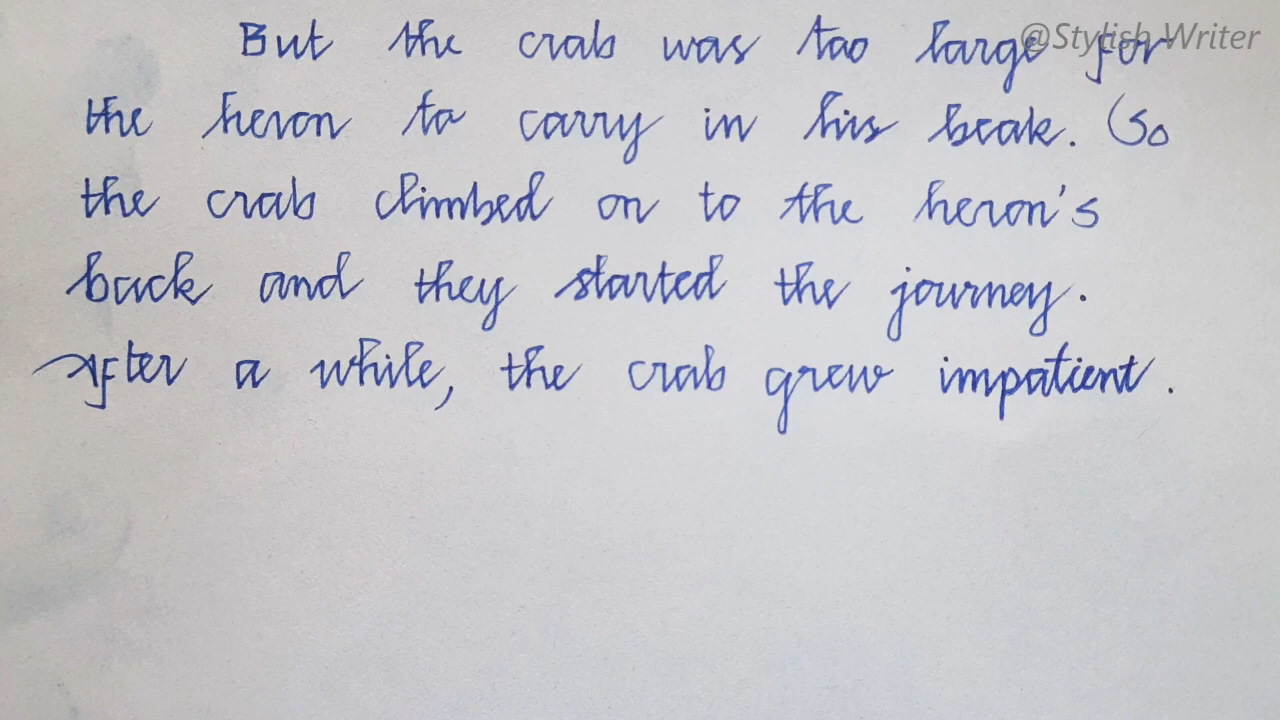 But the crab was too large for
@Stylish Writer
the heron to carry in his beak. So
the crab climbed on to the heron's
back and they started the journey.
After a while, the crab grew impatient.